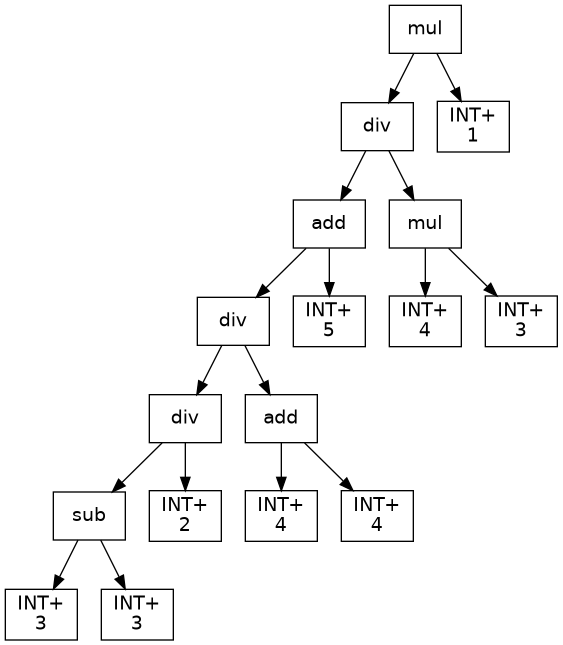 mul
div
INT+
1
add
mul
div
INT+
5
INT+
4
INT+
3
div
add
sub
INT+
2
INT+
4
INT+
4
INT+
3
INT+
3